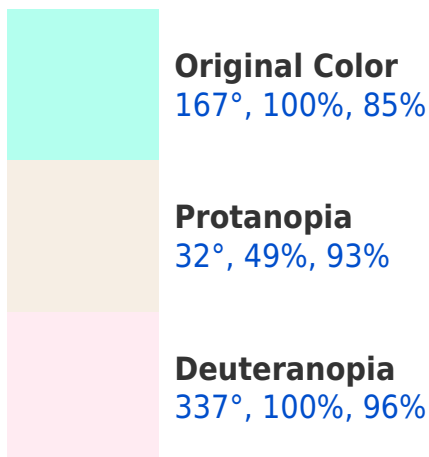 Original Color
167°, 100%, 85%
Protanopia
32°, 49%, 93%
Deuteranopia
337°, 100%, 96%